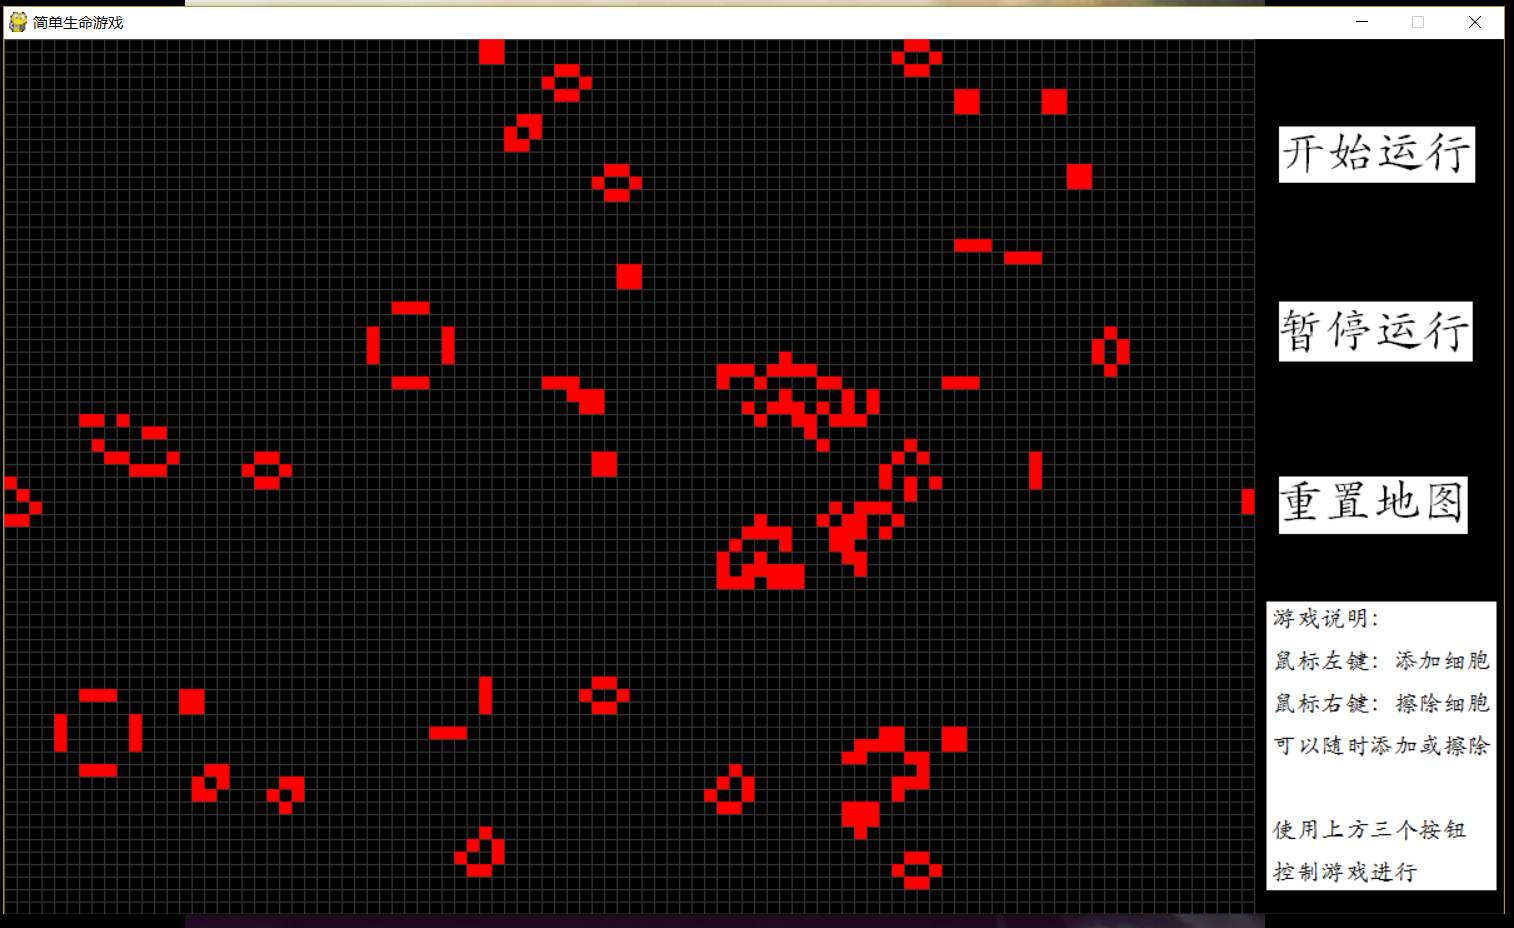 简单生命游戏
开始运行
暂停运行
重置地图
游戏说明:
鼠标左键: 添加细胞
鼠标右键: 擦除细胞
可以随时添加或擦除
使用上方三个按钮
控制游戏进行